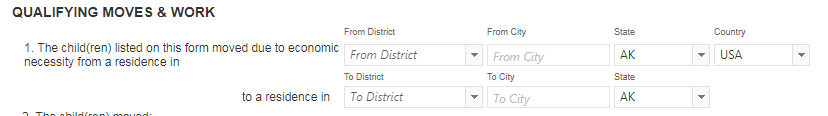 QUALIFYING MOVES & WORK
From District From City State Country
1. The child(ren) listed on this form moved due to economic necessity from a residence in From District From City AK USA
To District To City State
to a residence in To District To City AK
2. The child(ren) moved: